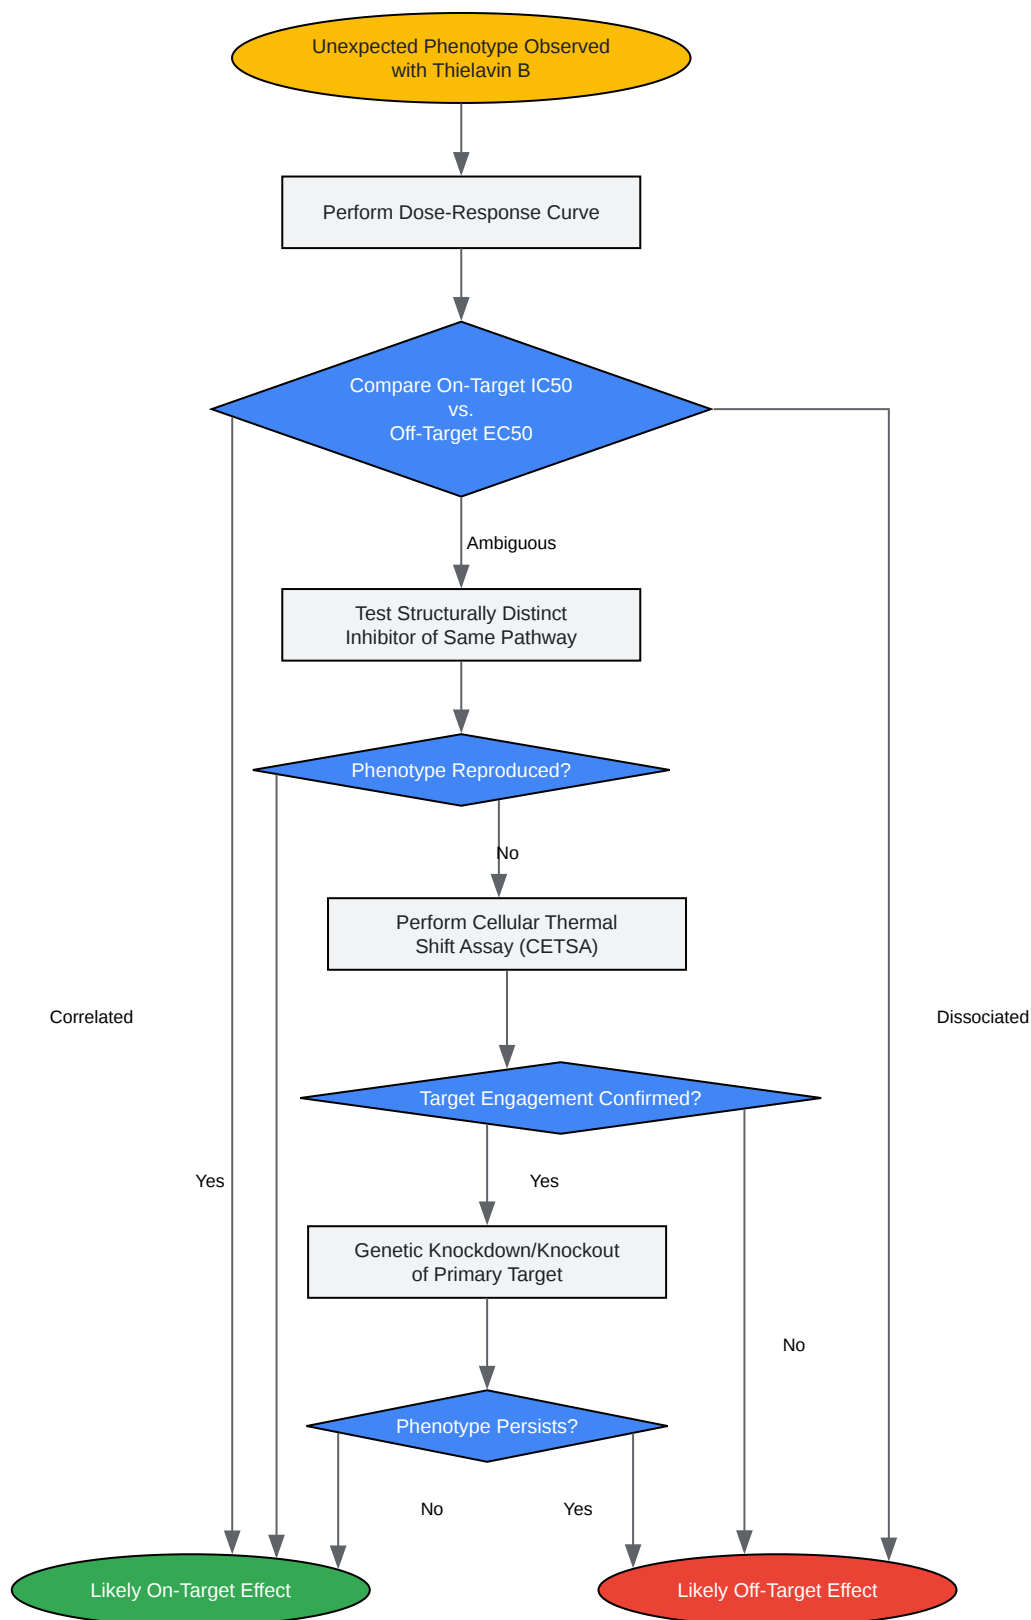 Unexpected Phenotype Observed
with Thielavin B
Perform Dose-Response Curve
Compare On-Target IC50
vs.
Off-Target EC50
Ambiguous
Test Structurally Distinct
Inhibitor of Same Pathway
Phenotype Reproduced?
No
Perform Cellular Thermal
Shift Assay (CETSA)
Correlated
Dissociated
Target Engagement Confirmed?
Yes
Yes
Genetic Knockdown/Knockout
of Primary Target
No
Phenotype Persists?
No
Yes
Likely On-Target Effect
Likely Off-Target Effect